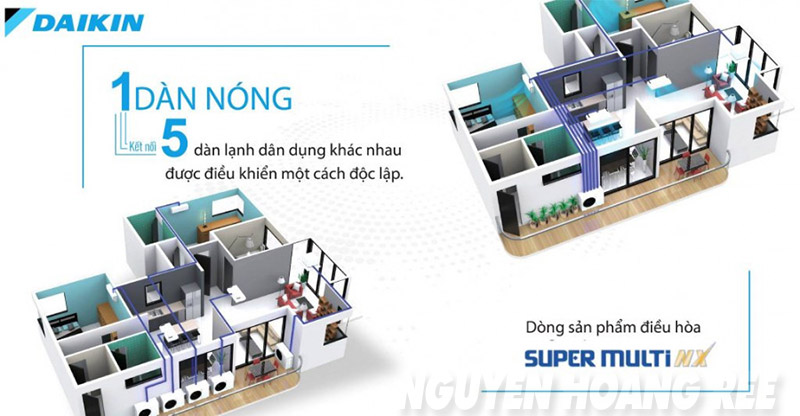 DAIKIN
1 DÀN NÓNG
Kết nối 5 dàn lạnh dân dụng khác nhau
được điều khiển một cách độc lập.
Dòng sản phẩm điều hòa
SUPER MULTi NX
NGUYEN HOANG REE